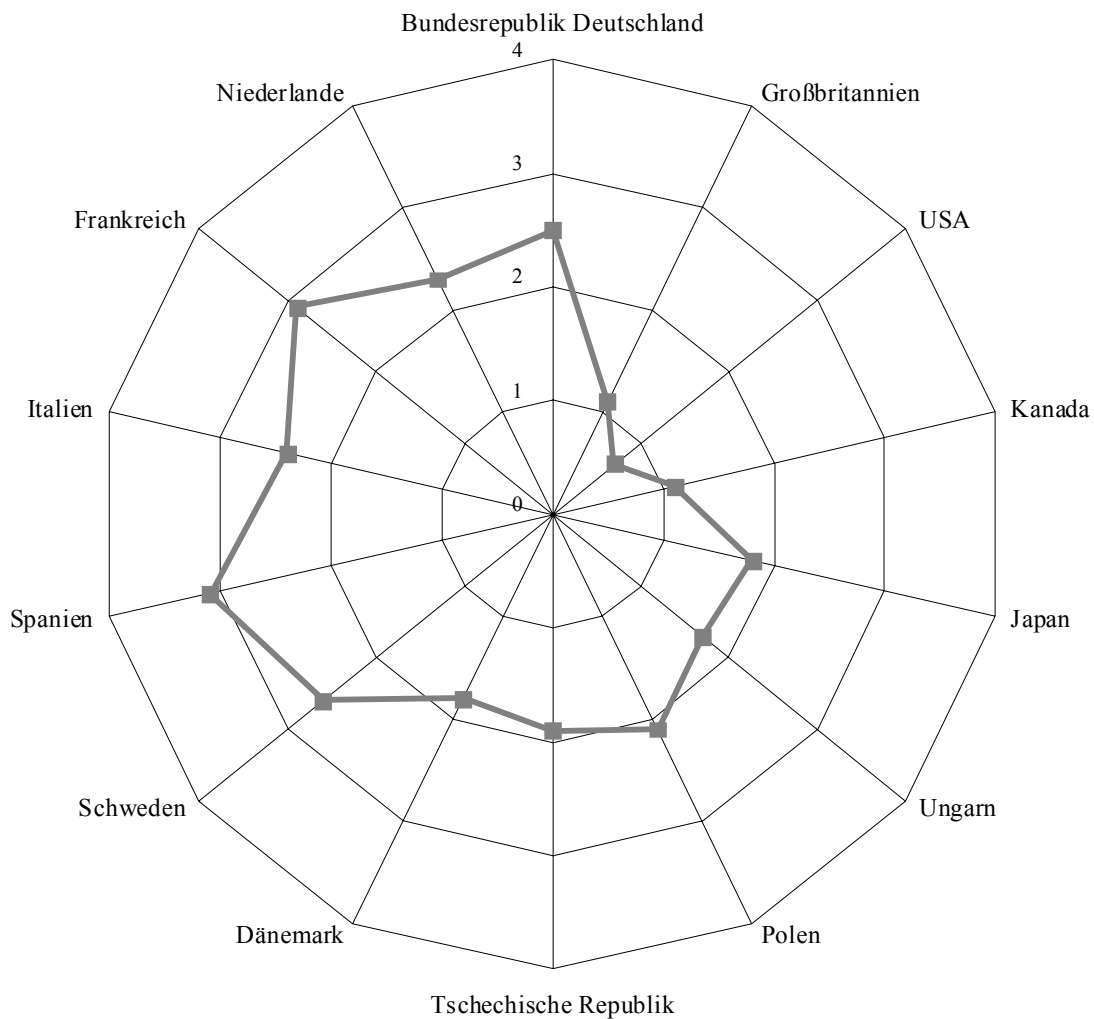 Bundesrepublik Deutschland
4
Niederlande
Großbritannien
3
Frankreich
USA
2
1
Italien
Kanada
0
Spanien
Japan
Schweden
Ungarn
Dänemark
Polen
Tschechische Republik